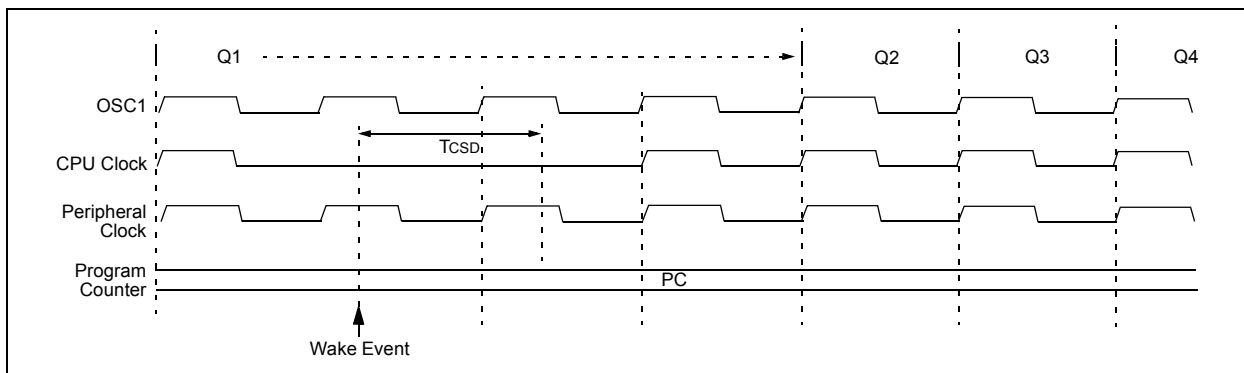 Q1 Q2 Q3 Q4
OSC1
TCSD
CPU Clock
Peripheral
Clock
Program
Counter
PC
Wake Event